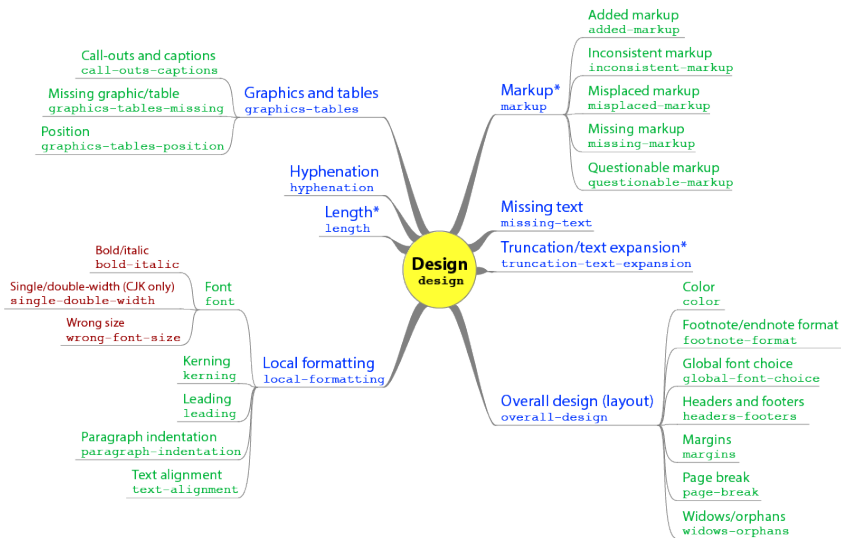 Design
design
Graphics and tables
graphics-tables
Call-outs and captions
call-outs-captions
Missing graphic/table
graphics-tables-missing
Position
graphics-tables-position
Hyphenation
hyphenation
Length*
length
Local formatting
local-formatting
Font
font
Bold/italic
bold-italic
Single/double-width (CJK only)
single-double-width
Wrong size
wrong-font-size
Kerning
kerning
Leading
leading
Paragraph indentation
paragraph-indentation
Text alignment
text-alignment
Markup*
markup
Added markup
added-markup
Inconsistent markup
inconsistent-markup
Misplaced markup
misplaced-markup
Missing markup
missing-markup
Questionable markup
questionable-markup
Missing text
missing-text
Truncation/text expansion*
truncation-text-expansion
Overall design (layout)
overall-design
Color
color
Footnote/endnote format
footnote-format
Global font choice
global-font-choice
Headers and footers
headers-footers
Margins
margins
Page break
page-break
Widows/orphans
widows-orphans